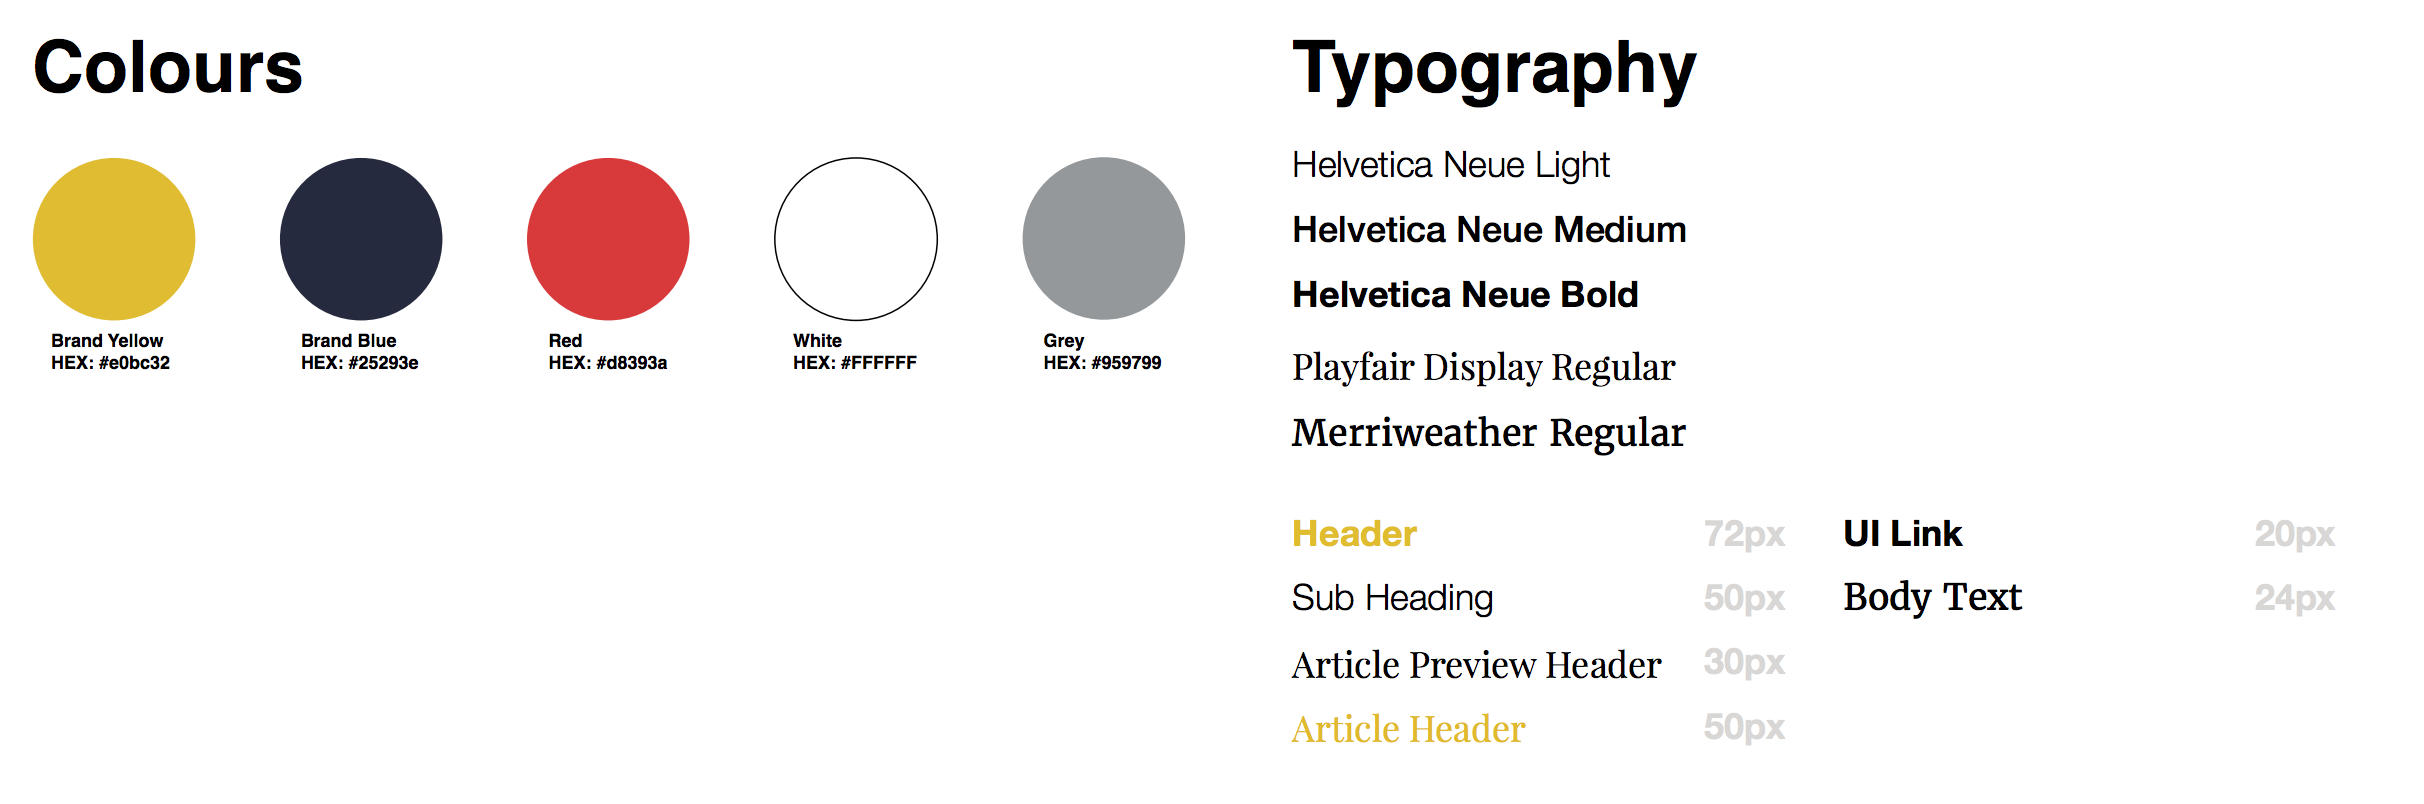 Colours
Brand Yellow
HEX: #e0bc32
Brand Blue
HEX: #25293e
Red
HEX: #d8393a
White
HEX: #FFFFFF
Grey
HEX: #959799
Typography
Helvetica Neue Light
Helvetica Neue Medium
Helvetica Neue Bold
Playfair Display Regular
Merriweather Regular
Header 72px
Sub Heading 50px
Article Preview Header 30px
Article Header 50px
UI Link 20px
Body Text 24px